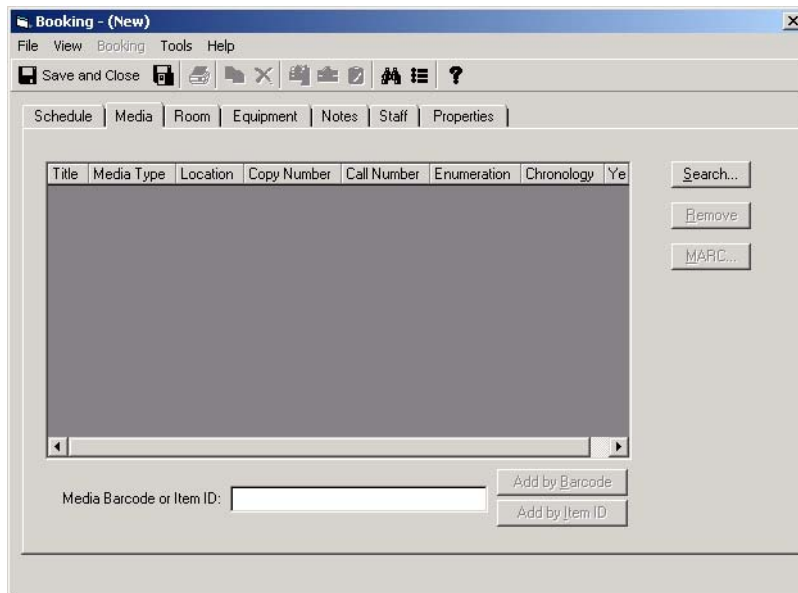 Booking - (New)
File View Booking Tools Help
Save and Close
Schedule Media Room Equipment Notes Staff Properties
Title Media Type Location Copy Number Call Number Enumeration Chronology Ye
Search...
Remove
MARC...
Media Barcode or Item ID:
Add by Barcode
Add by Item ID